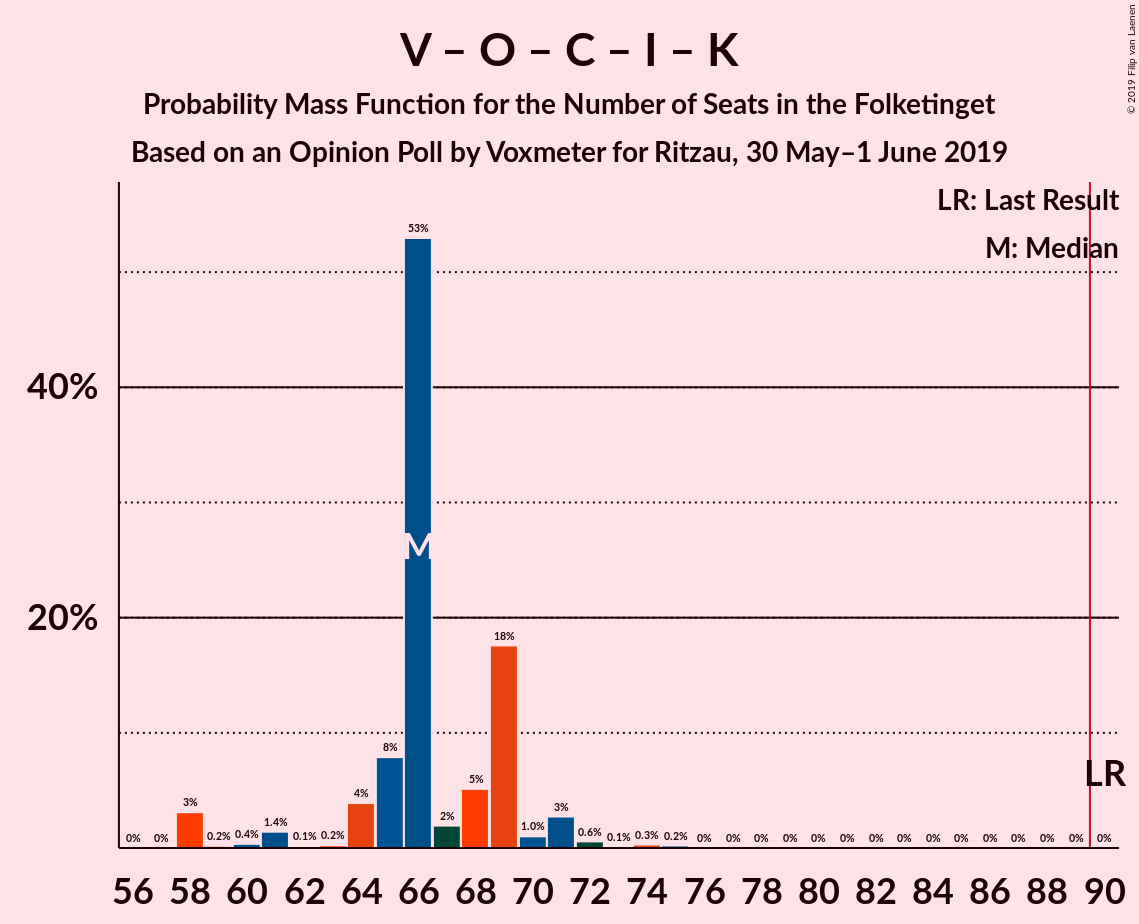 V – O – C – I – K
Probability Mass Function for the Number of Seats in the Folketinget
Based on an Opinion Poll by Voxmeter for Ritzau, 30 May–1 June 2019
© 2019 Filip van Laenen
LR: Last Result
M: Median
40%
20%
0% 0% 3% 0.2% 0.4% 1.4% 0.1% 0.2% 4% 8% 53% 2% 5% 18% 1.0% 3% 0.6% 0.1% 0.3% 0.2% 0% 0% 0% 0% 0% 0% 0% 0% 0% 0% 0% 0% 0% 0% 0%
M
LR
56 58 60 62 64 66 68 70 72 74 76 78 80 82 84 86 88 90